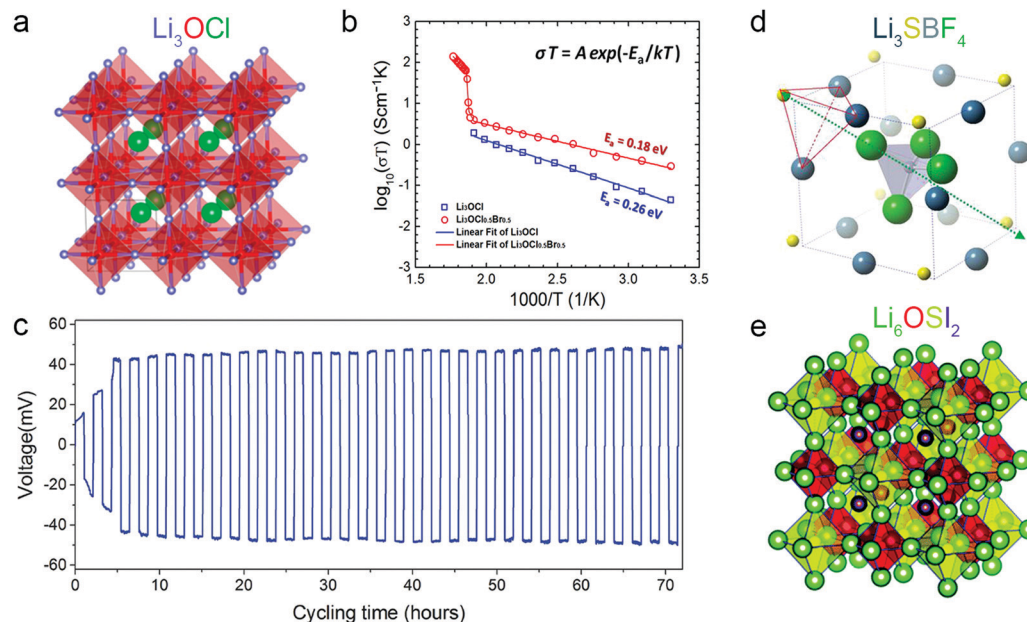 a
Li₃OCl
b
σT = A exp(-Eₐ/kT)
log₁₀(σT) (Scm⁻¹K)
3
2
1
0
-1
-2
-3
Eₐ = 0.18 eV
Eₐ = 0.26 eV
Li₃OCl
Li₃OCl₀.₅Br₀.₅
Linear Fit of Li₃OCl
Linear Fit of Li₃OCl₀.₅Br₀.₅
1.5 2.0 2.5 3.0 3.5
1000/T (1/K)
d
Li₃SBF₄
c
Voltage(mV)
60
40
20
0
-20
-40
-60
0 10 20 30 40 50 60 70
Cycling time (hours)
e
Li₆OSI₂